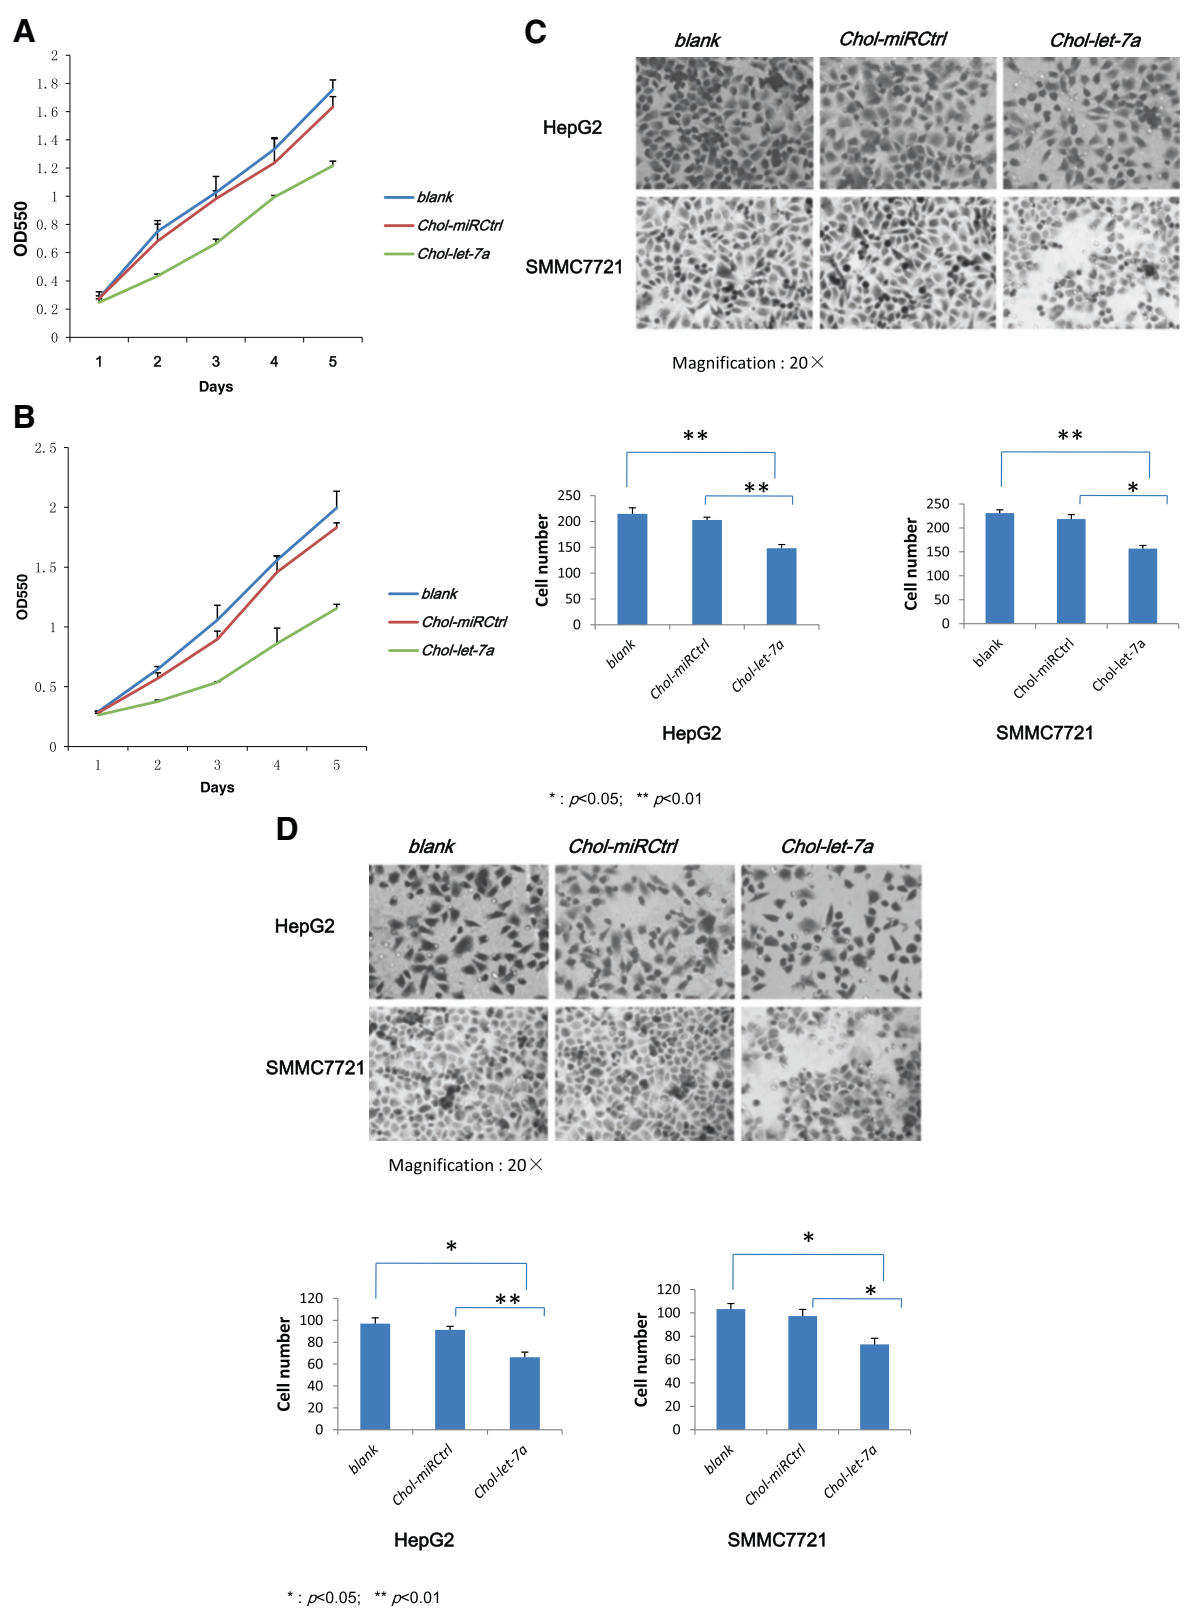 A
2
1.8
1.6
1.4
1.2
1
0.8
0.6
0.4
0.2
0
OD550
1 2 3 4 5
Days
blank
Chol-miRCtrl
Chol-let-7a
B
2.5
2
1.5
1
0.5
0
OD550
1 2 3 4 5
Days
blank
Chol-miRCtrl
Chol-let-7a
C
blank Chol-miRCtrl Chol-let-7a
HepG2
SMMC7721
Magnification : 20×
**
**
250
200
150
100
50
0
Cell number
blank
Chol-miRCtrl
Chol-let-7a
HepG2
**
*
250
200
150
100
50
0
Cell number
blank
Chol-miRCtrl
Chol-let-7a
SMMC7721
* : p<0.05; ** p<0.01
D
blank Chol-miRCtrl Chol-let-7a
HepG2
SMMC7721
Magnification : 20×
*
**
120
100
80
60
40
20
0
Cell number
blank
Chol-miRCtrl
Chol-let-7a
HepG2
*
*
120
100
80
60
40
20
0
Cell number
blank
Chol-miRCtrl
Chol-let-7a
SMMC7721
* : p<0.05; ** p<0.01